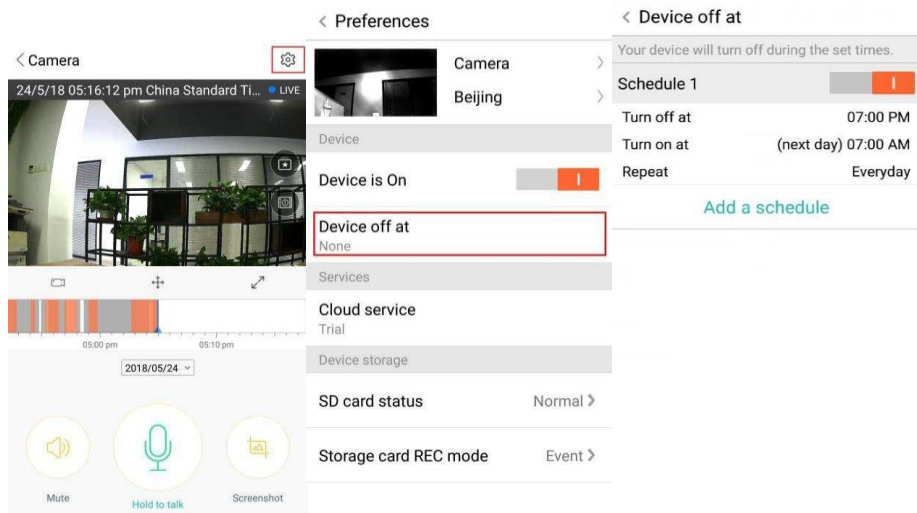 Camera
24/5/18 05:16:12 pm China Standard Ti... LIVE
05:00 pm
05:10 pm
2018/05/24
Mute
Hold to talk
Screenshot
Preferences
Camera
Beijing
Device
Device is On
Device off at
None
Services
Cloud service
Trial
Device storage
SD card status Normal
Storage card REC mode Event
Device off at
Your device will turn off during the set times.
Schedule 1
Turn off at 07:00 PM
Turn on at (next day) 07:00 AM
Repeat Everyday
Add a schedule